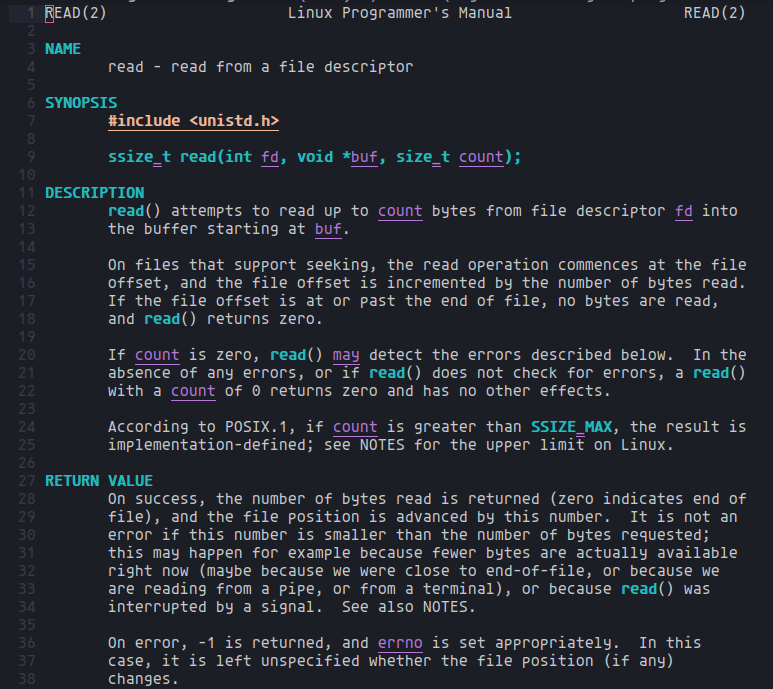 1 READ(2) Linux Programmer's Manual READ(2)
2
3 NAME
4 read - read from a file descriptor
5
6 SYNOPSIS
7 #include <unistd.h>
8
9 ssize_t read(int fd, void *buf, size_t count);
10
11 DESCRIPTION
12 read() attempts to read up to count bytes from file descriptor fd into
13 the buffer starting at buf.
14
15 On files that support seeking, the read operation commences at the file
16 offset, and the file offset is incremented by the number of bytes read.
17 If the file offset is at or past the end of file, no bytes are read,
18 and read() returns zero.
19
20 If count is zero, read() may detect the errors described below.  In the
21 absence of any errors, or if read() does not check for errors, a read()
22 with a count of 0 returns zero and has no other effects.
23
24 According to POSIX.1, if count is greater than SSIZE_MAX, the result is
25 implementation-defined; see NOTES for the upper limit on Linux.
26
27 RETURN VALUE
28 On success, the number of bytes read is returned (zero indicates end of
29 file), and the file position is advanced by this number.  It is not an
30 error if this number is smaller than the number of bytes requested;
31 this may happen for example because fewer bytes are actually available
32 right now (maybe because we were close to end-of-file, or because we
33 are reading from a pipe, or from a terminal), or because read() was
34 interrupted by a signal.  See also NOTES.
35
36 On error, -1 is returned, and errno is set appropriately.  In this
37 case, it is left unspecified whether the file position (if any)
38 changes.